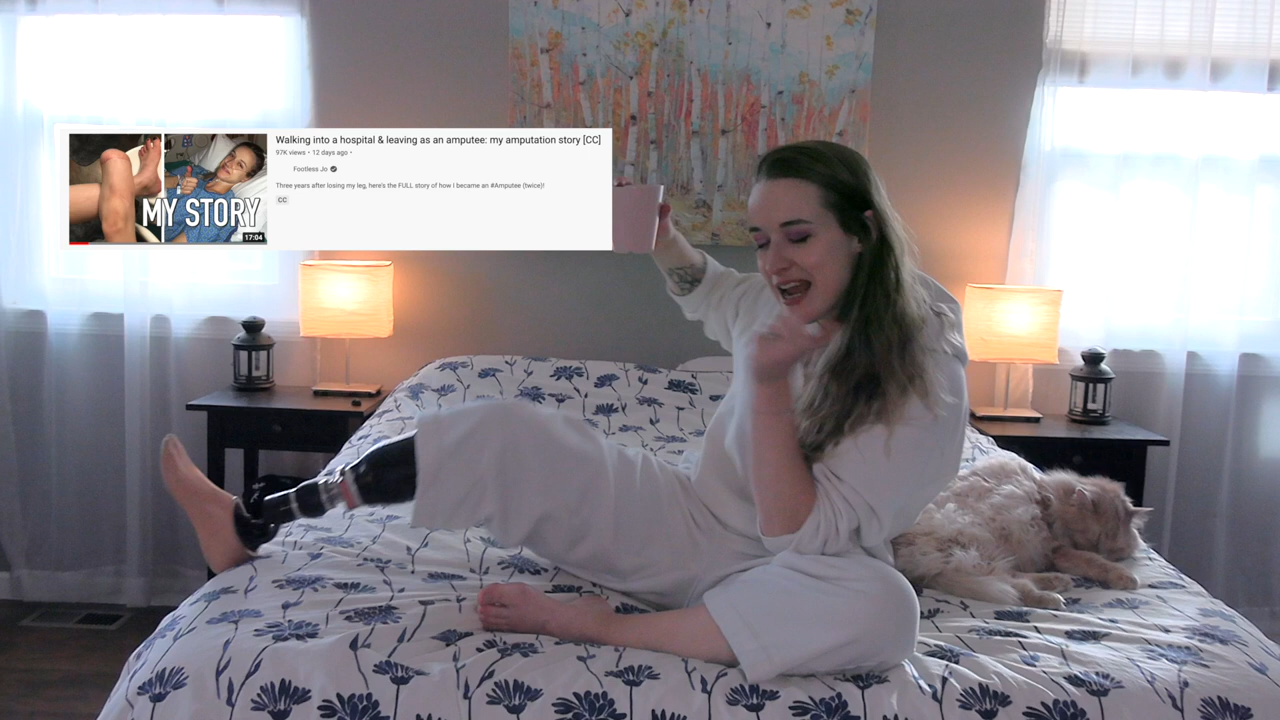 Walking into a hospital & leaving as an amputee: my amputation story [CC]
97K views • 12 days ago •
Footless Jo
Three years after losing my leg, here's the FULL story of how I became an #Amputee (twice)!
CC
MY STORY
17:04